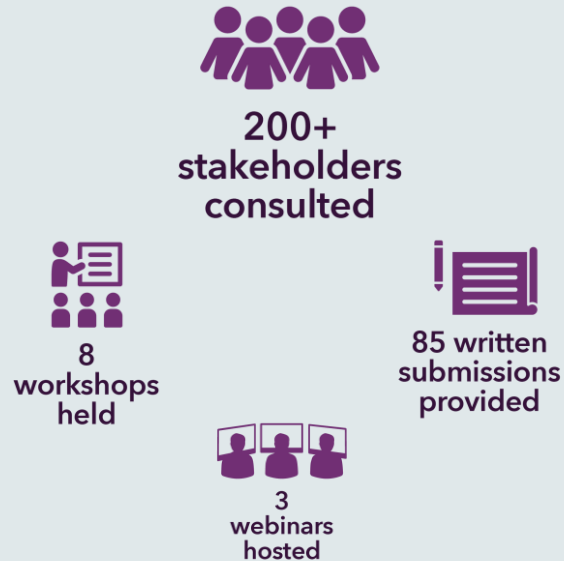 200+
stakeholders
consulted
8
workshops
held
85 written
submissions
provided
3
webinars
hosted